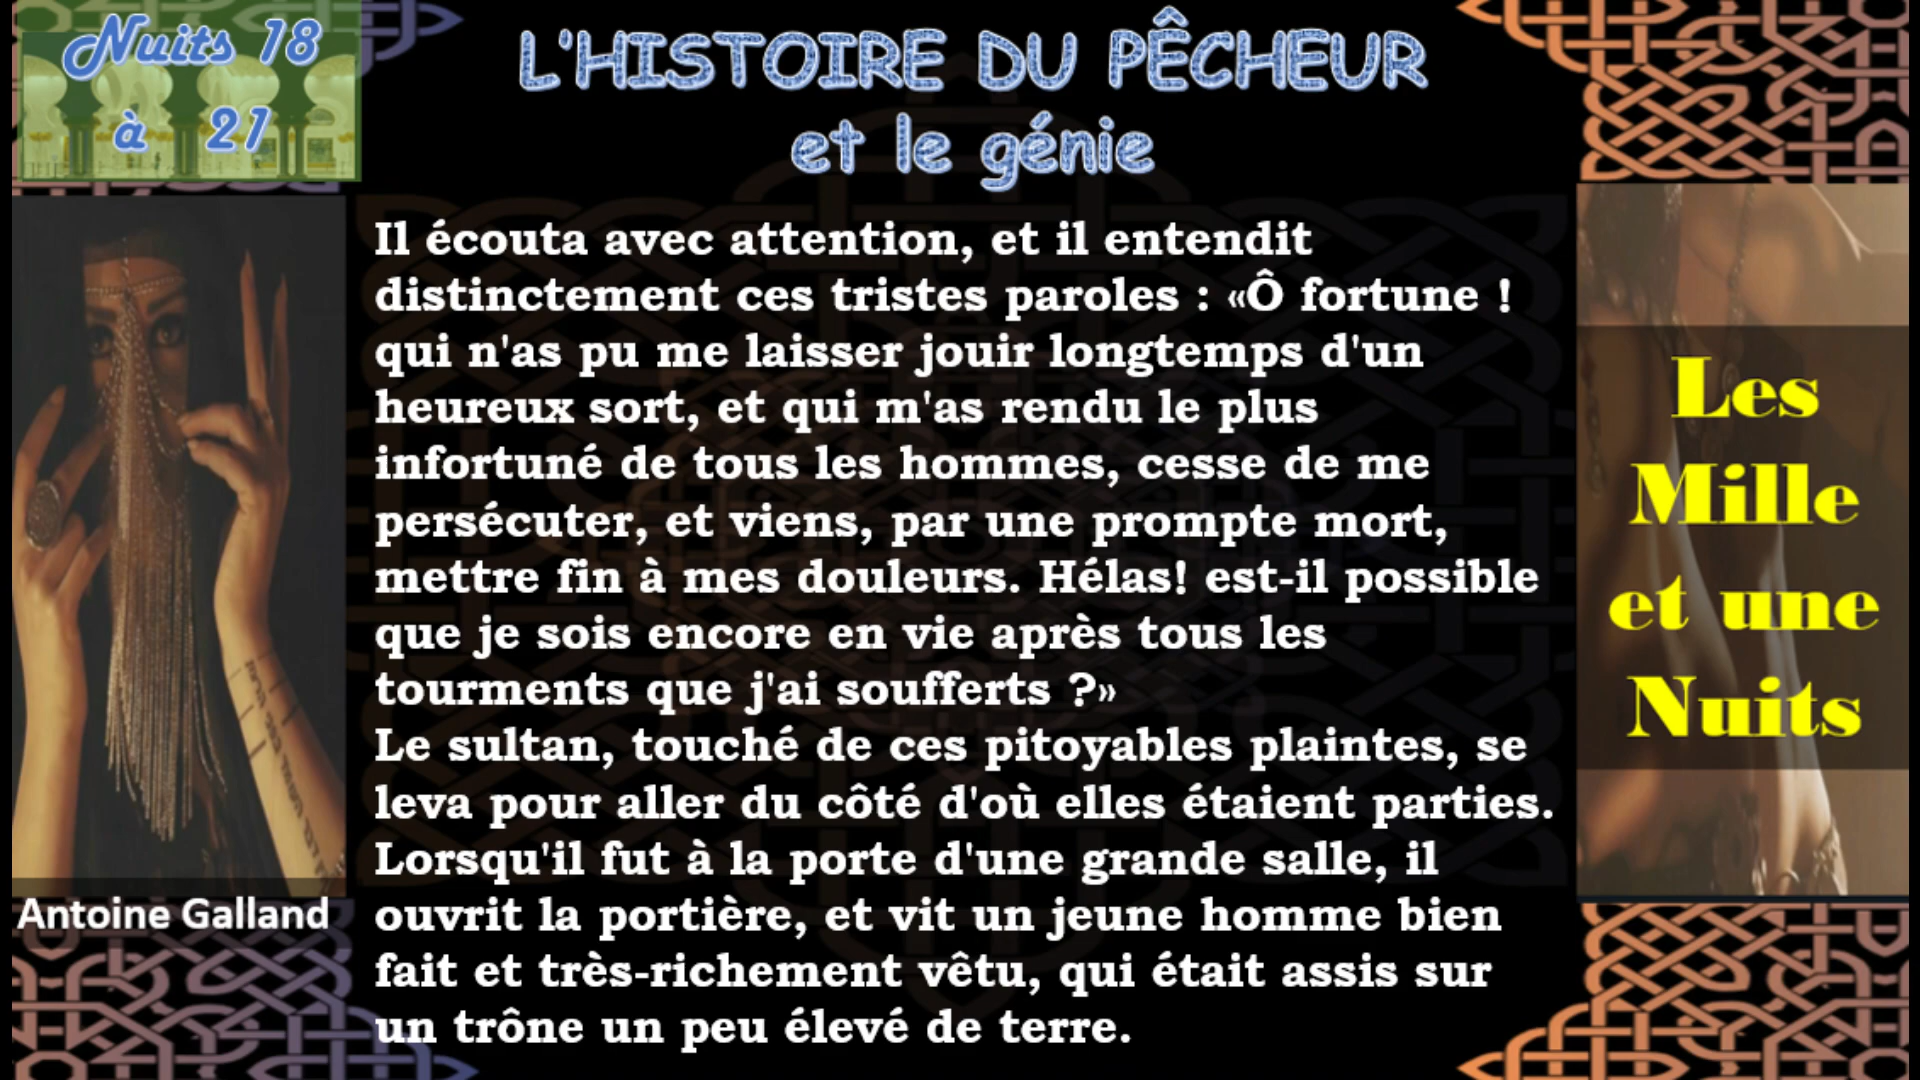 Nuits 18
à 21
L'HISTOIRE DU PÊCHEUR
et le génie
Il écouta avec attention, et il entendit
distinctement ces tristes paroles : «Ô fortune !
qui n'as pu me laisser jouir longtemps d'un
heureux sort, et qui m'as rendu le plus
infortuné de tous les hommes, cesse de me
persécuter, et viens, par une prompte mort,
mettre fin à mes douleurs. Hélas! est-il possible
que je sois encore en vie après tous les
tourments que j'ai soufferts ?»
Le sultan, touché de ces pitoyables plaintes, se
leva pour aller du côté d'où elles étaient parties.
Lorsqu'il fut à la porte d'une grande salle, il
ouvrit la portière, et vit un jeune homme bien
fait et très-richement vêtu, qui était assis sur
un trône un peu élevé de terre.
Antoine Galland
Les
Mille
et une
Nuits